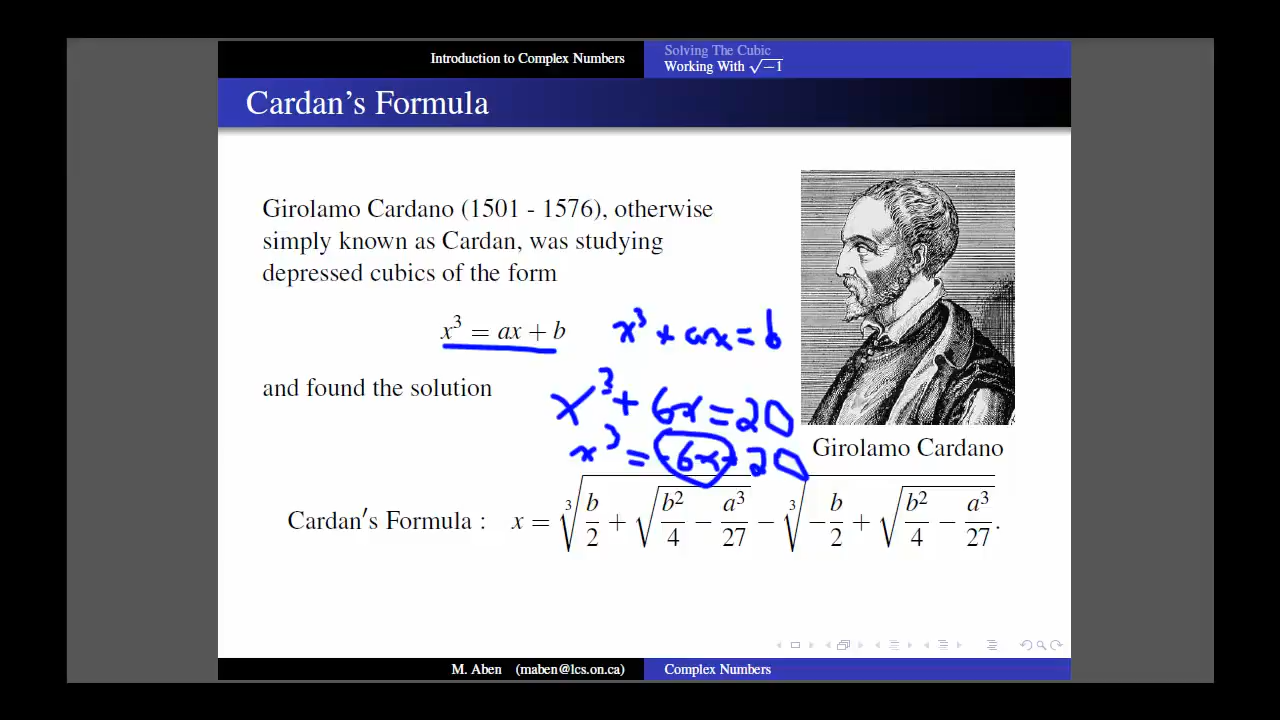 Introduction to Complex Numbers
Solving The Cubic
Working With √−1
Cardan's Formula
Girolamo Cardano (1501 - 1576), otherwise
simply known as Cardan, was studying
depressed cubics of the form
x³ = ax + b
x³ + ax = b
and found the solution
x³ + 6x = 20
x³ = -6x + 20
Girolamo Cardano
Cardan′s Formula : x = ∛(b/2 + √(b²/4 − a³/27)) − ∛(−b/2 + √(b²/4 − a³/27)).
M. Aben (maben@lcs.on.ca)
Complex Numbers